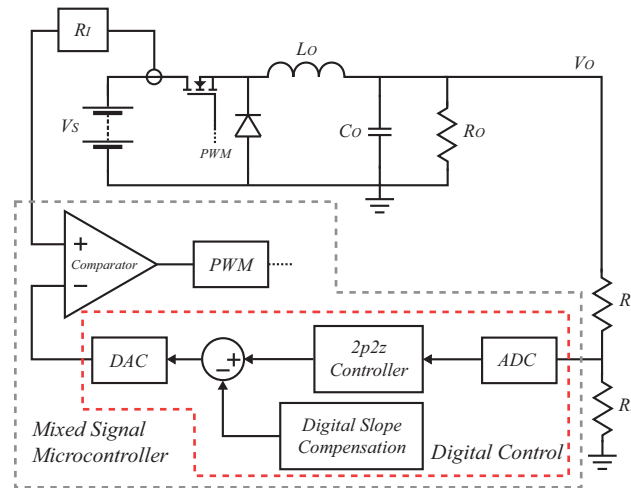 RI
LO
VO
VS
PWM
CO
RO
+
Comparator
−
PWM
R
DAC
+
−
2p2z
Controller
ADC
R
Digital Slope
Compensation
Mixed Signal
Microcontroller
Digital Control